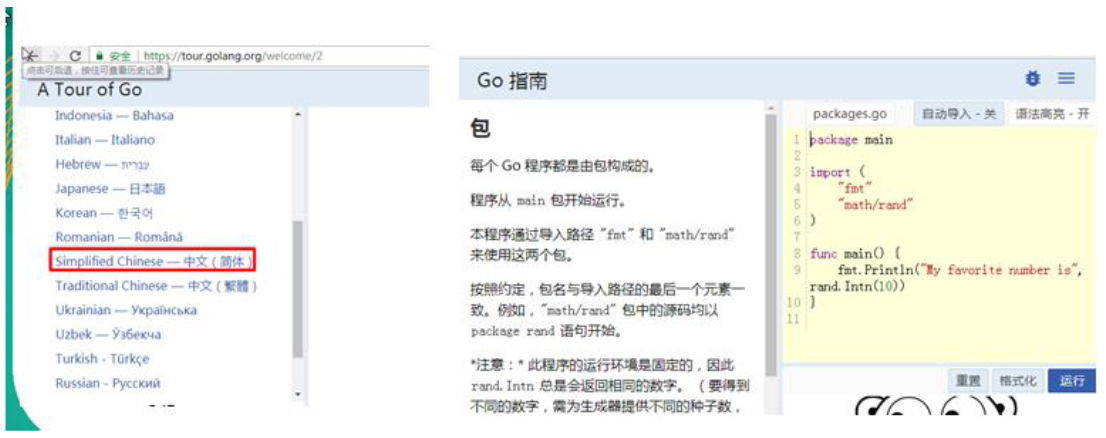 安全 | https://tour.golang.org/welcome/2
点击可后退，按住可查看历史记录
A Tour of Go
Indonesia — Bahasa
Italian — Italiano
Hebrew — עברית
Japanese — 日本語
Korean — 한국어
Romanian — Română
Simplified Chinese — 中文（简体）
Traditional Chinese — 中文（繁體）
Ukrainian — Українська
Uzbek — Ўзбекча
Turkish - Türkçe
Russian - Русский
Go 指南
包
每个 Go 程序都是由包构成的。
程序从 main 包开始运行。
本程序通过导入路径 "fmt" 和 "math/rand"
来使用这两个包。
按照约定，包名与导入路径的最后一个元素一
致。例如，"math/rand" 包中的源码均以
package rand 语句开始。
*注意：* 此程序的运行环境是固定的，因此
rand.Intn 总是会返回相同的数字。 （要得到
不同的数字，需为生成器提供不同的种子数，
packages.go 自动导入 - 关 语法高亮 - 开
1 package main
2
3 import (
4 "fmt"
5 "math/rand"
6 )
7
8 func main() {
9 fmt.Println("My favorite number is",
rand.Intn(10))
10 }
11
重置 格式化 运行